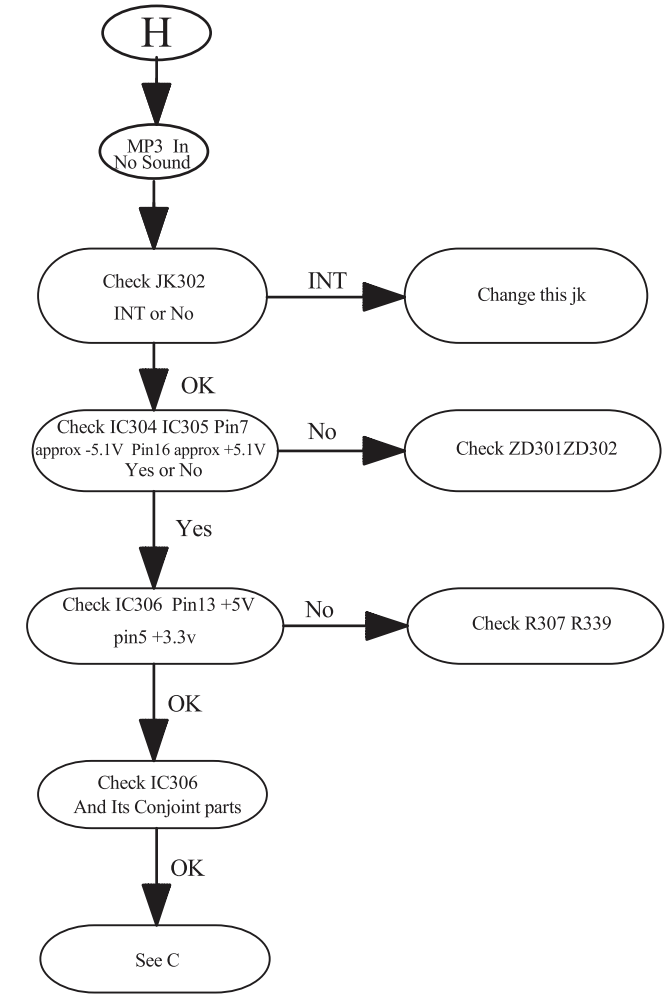 H
MP3 In
No Sound
Check JK302
INT or No
INT
Change this jk
OK
Check IC304 IC305 Pin7
approx -5.1V Pin16 approx +5.1V
Yes or No
No
Check ZD301ZD302
Yes
Check IC306 Pin13 +5V
pin5 +3.3v
No
Check R307 R339
OK
Check IC306
And Its Conjoint parts
OK
See C